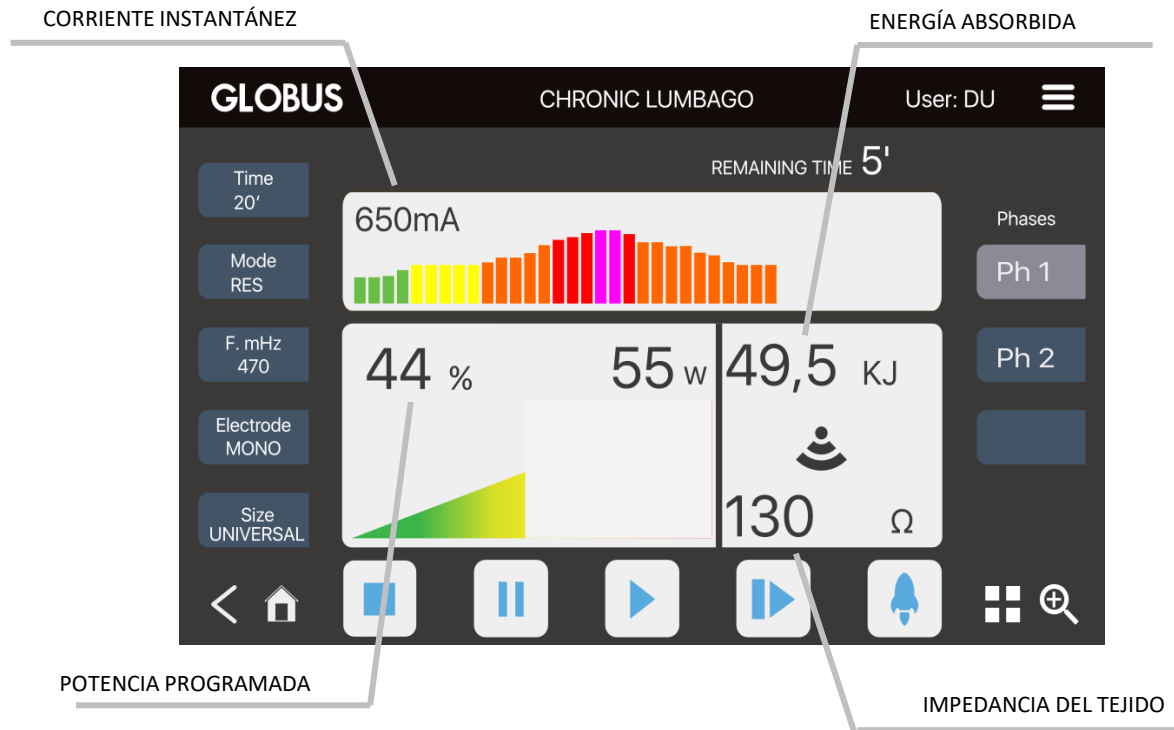 CORRIENTE INSTANTÁNEZ
ENERGÍA ABSORBIDA
GLOBUS
CHRONIC LUMBAGO
User: DU
REMAINING TIME 5'
Time
20’
650mA
Phases
Mode
RES
Ph 1
F. mHz
470
44 %
55 w
49,5 KJ
Ph 2
Electrode
MONO
Size
UNIVERSAL
130 Ω
POTENCIA PROGRAMADA
IMPEDANCIA DEL TEJIDO